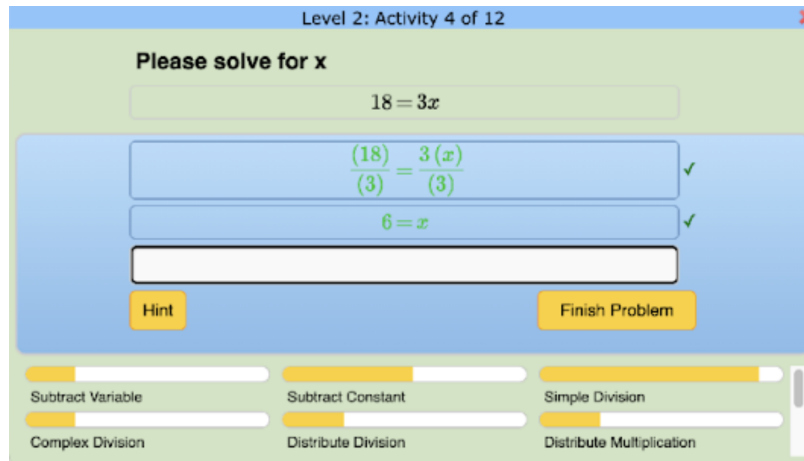 Level 2: Activity 4 of 12
Please solve for x
18 = 3x
(18)/(3) = 3 (x)/(3)
6 = x
Hint
Finish Problem
Subtract Variable
Subtract Constant
Simple Division
Complex Division
Distribute Division
Distribute Multiplication